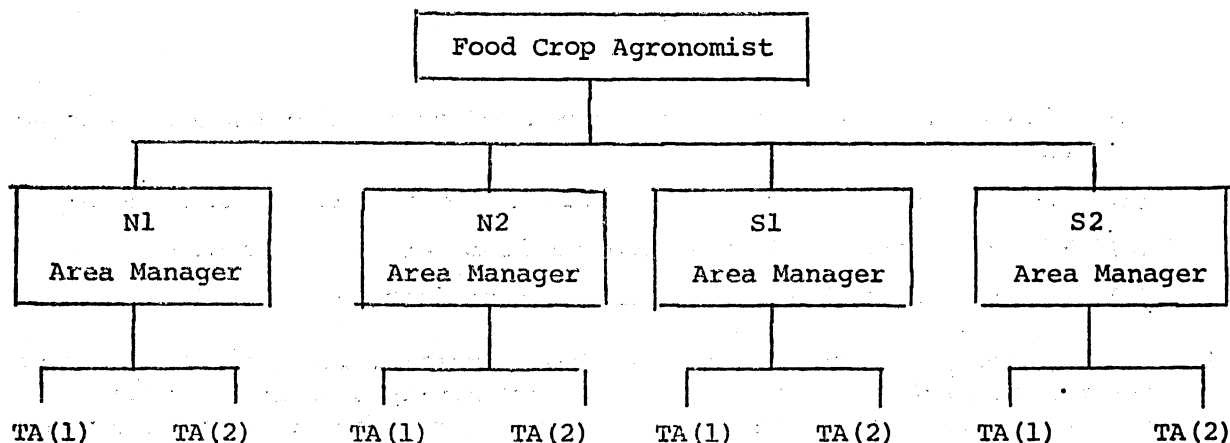 Food Crop Agronomist
N1 N2 S1 S2
Area Manager Area Manager Area Manager Area Manager
TA(1) TA(2) TA(1) TA(2) TA(1) TA(2) TA(1) TA(2)